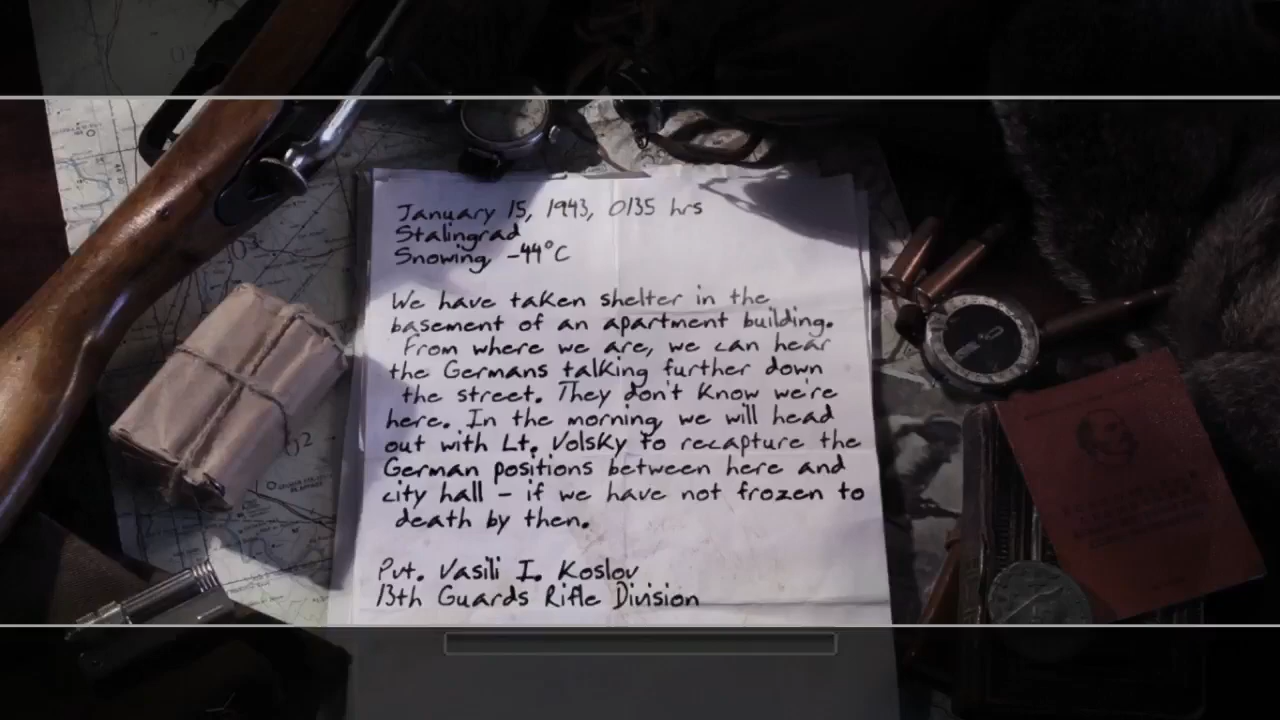 January 15, 1943, 0135 hrs
Stalingrad
Snowing, -44°C
We have taken shelter in the
basement of an apartment building.
From where we are, we can hear
the Germans talking further down
the street. They don't know we're
here. In the morning, we will head
out with Lt. Volsky to recapture the
German positions between here and
city hall - if we have not frozen to
death by then.
Pvt. Vasili I. Koslov
13th Guards Rifle Division